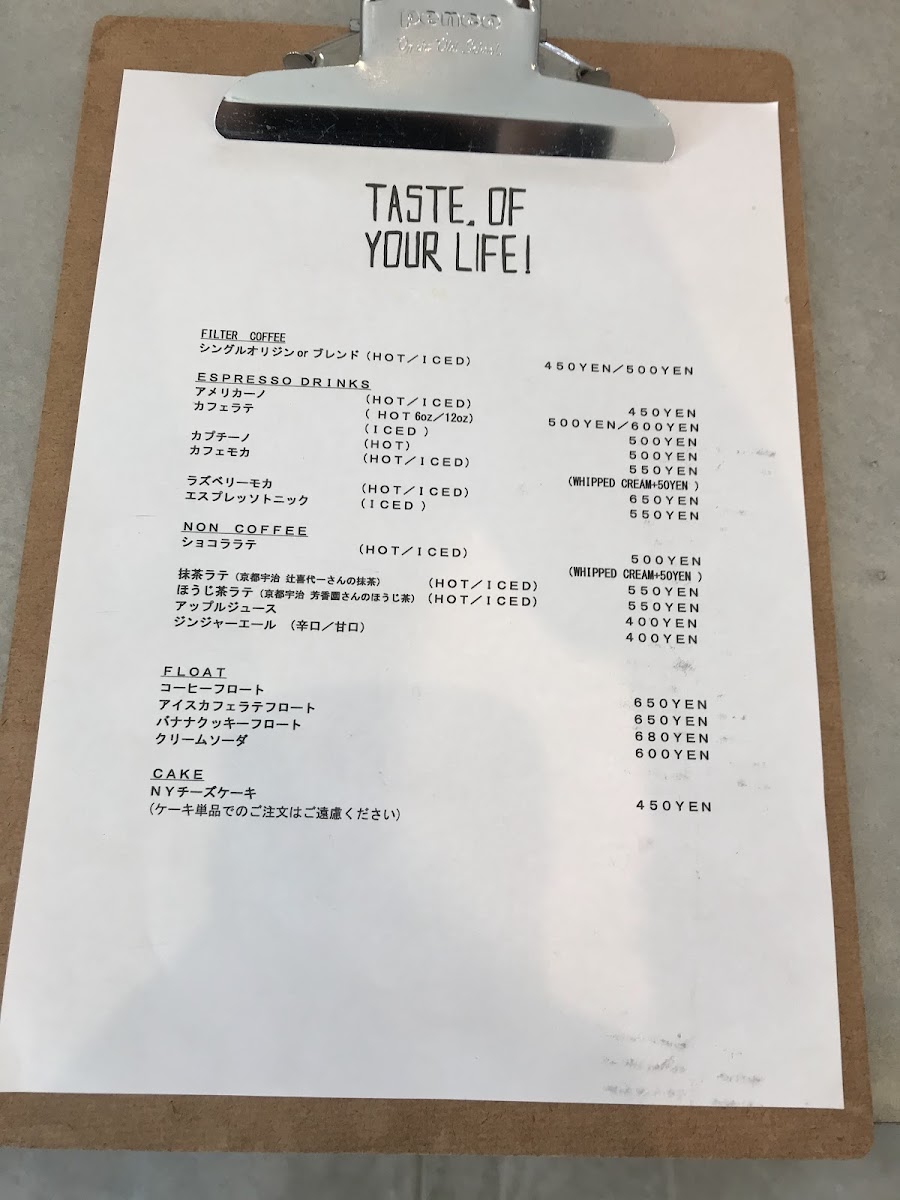 TASTE. OF
YOUR LIFE!
FILTER COFFEE
シングルオリジン or ブレンド (HOT/ICED) 450YEN/500YEN
ESPRESSO DRINKS
アメリカーノ (HOT/ICED) 450YEN
カフェラテ (HOT 6oz/12oz) 500YEN/600YEN
(ICED) 500YEN
カプチーノ (HOT) 500YEN
カフェモカ (HOT/ICED) 550YEN
(WHIPPED CREAM+50YEN)
ラズベリーモカ (HOT/ICED) 650YEN
エスプレッソトニック (ICED) 550YEN
NON COFFEE
ショコララテ (HOT/ICED) 500YEN
(WHIPPED CREAM+50YEN)
抹茶ラテ (京都宇治 辻喜代一さんの抹茶) (HOT/ICED) 550YEN
ほうじ茶ラテ (京都宇治 芳香園さんのほうじ茶) (HOT/ICED) 550YEN
アップルジュース 400YEN
ジンジャーエール (辛口/甘口) 400YEN
FLOAT
コーヒーフロート 650YEN
アイスカフェラテフロート 650YEN
バナナクッキーフロート 680YEN
クリームソーダ 600YEN
CAKE
NYチーズケーキ 450YEN
(ケーキ単品でのご注文はご遠慮ください)